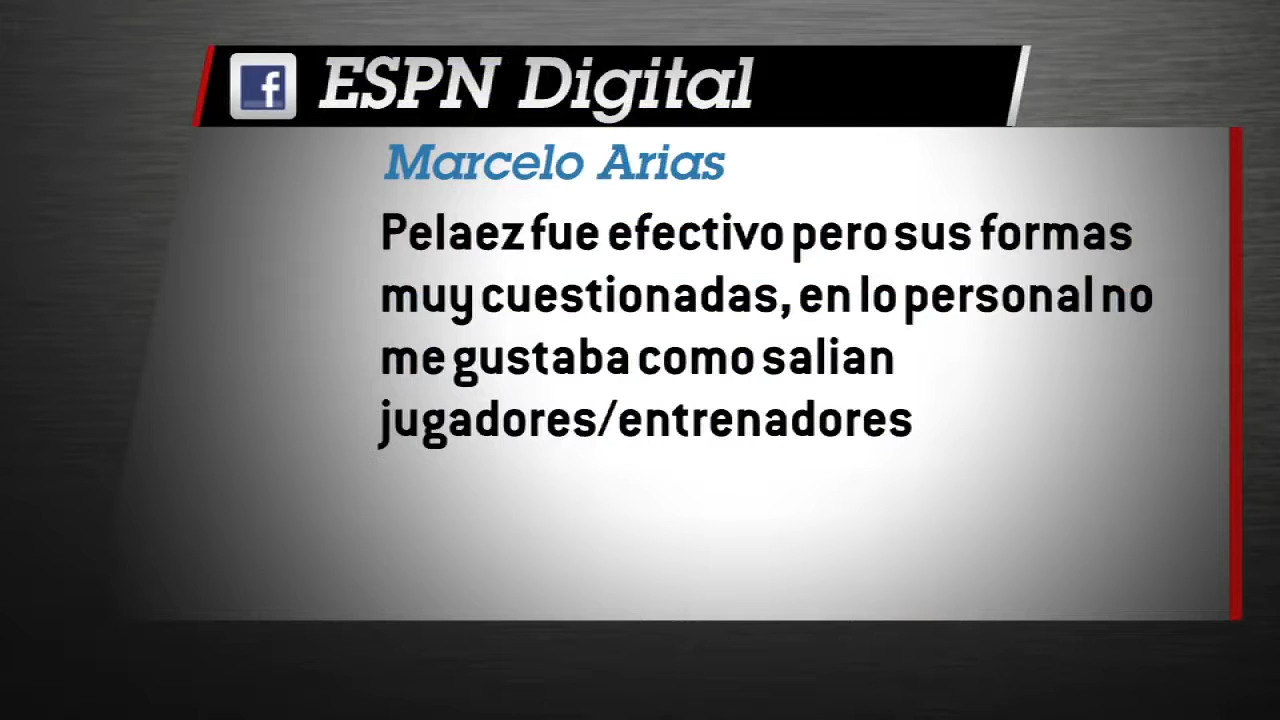 ESPN Digital
Marcelo Arias
Pelaez fue efectivo pero sus formas
muy cuestionadas, en lo personal no
me gustaba como salian
jugadores/entrenadores